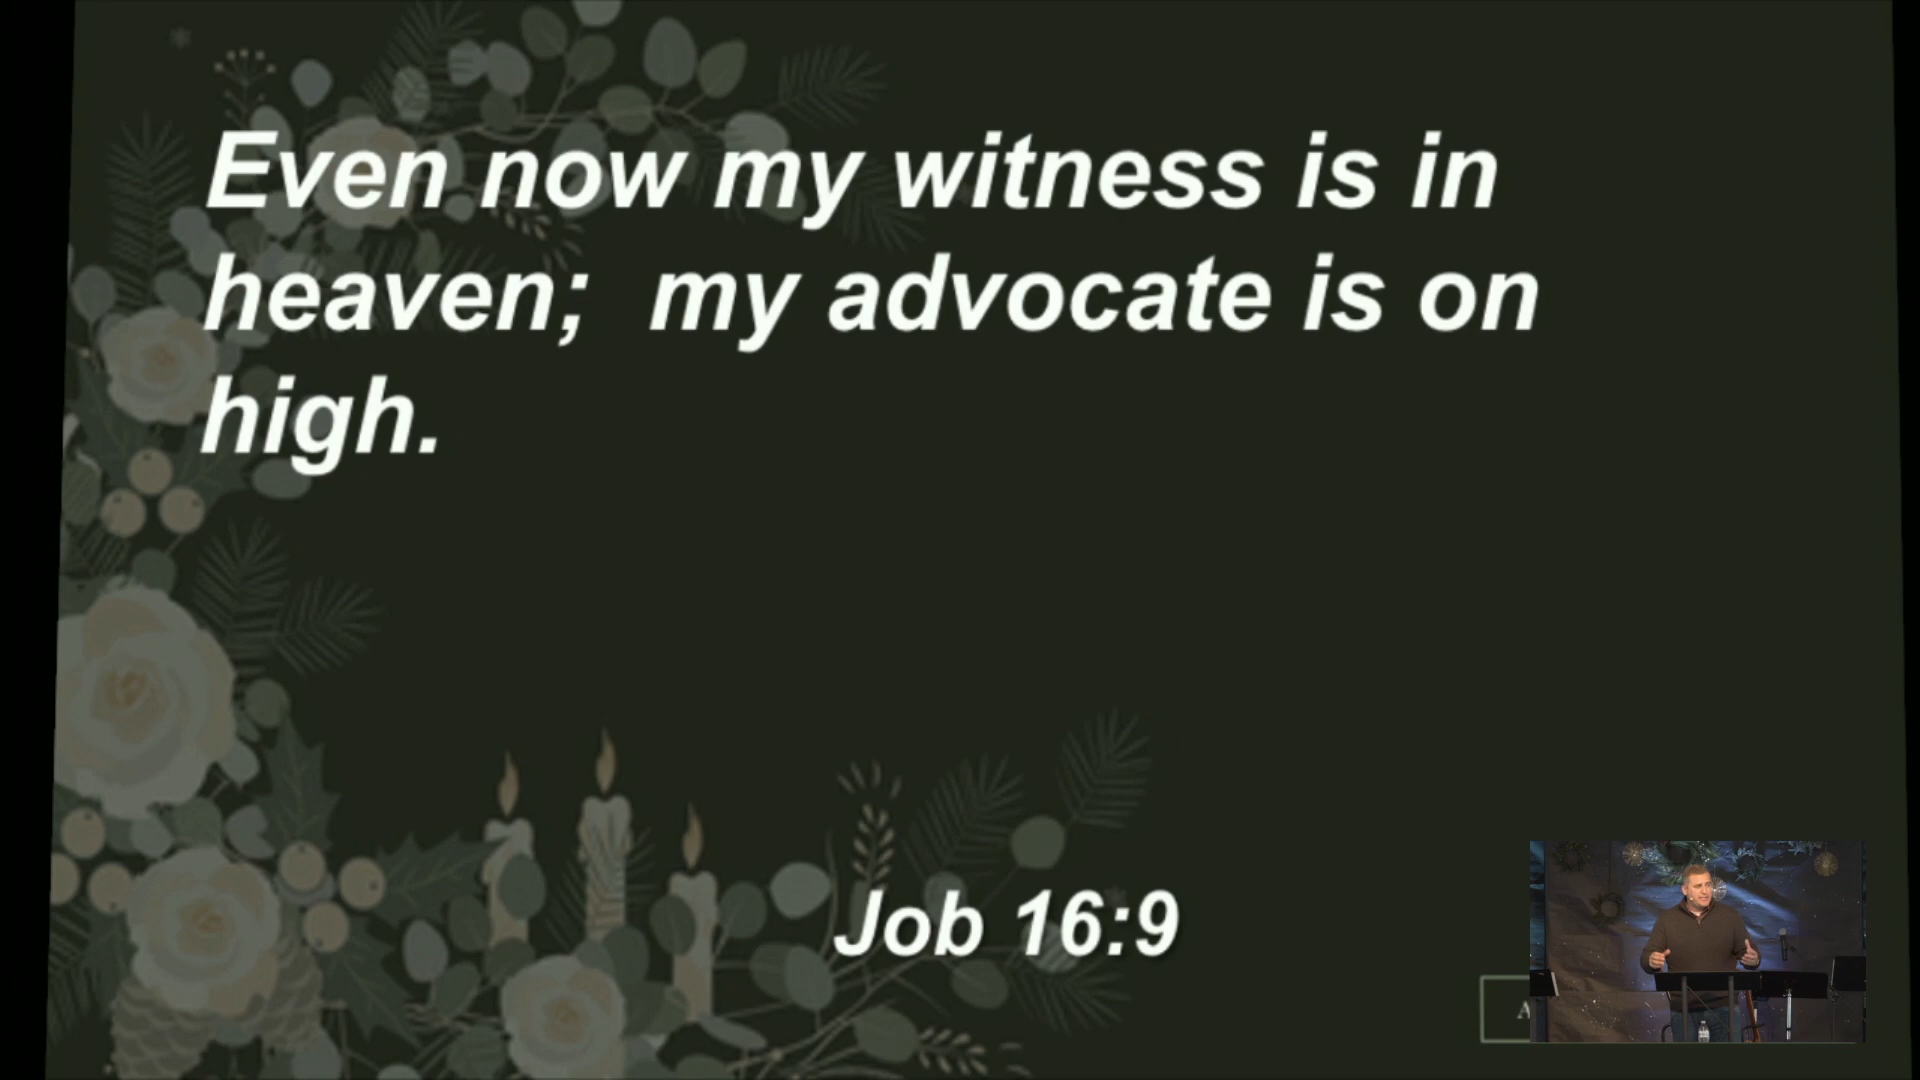 Even now my witness is in
heaven;  my advocate is on
high.
Job 16:9
A